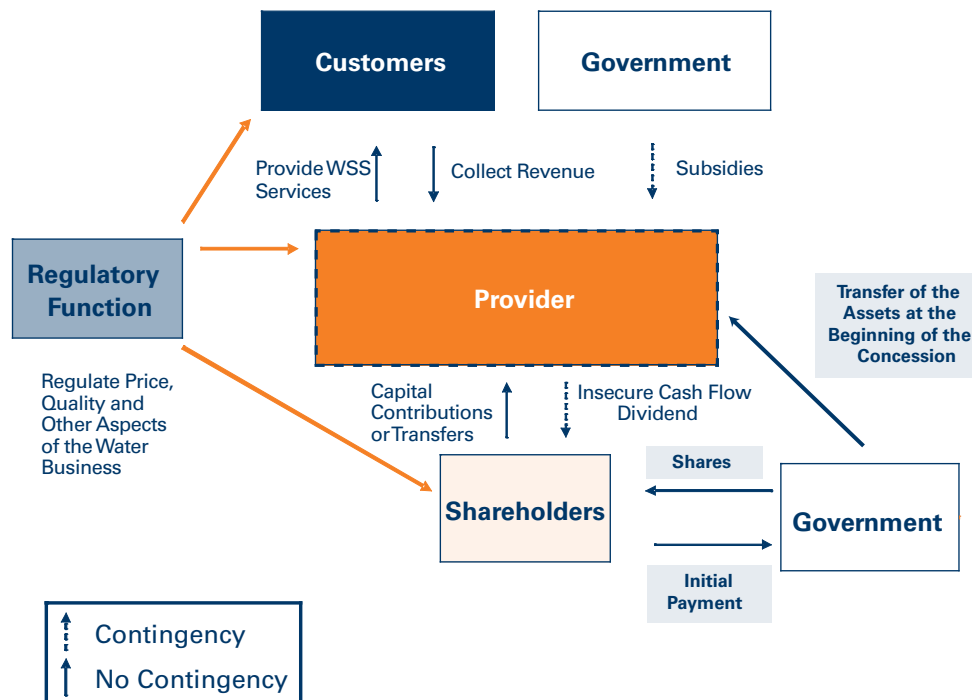 Customers
Government
Provide WSS
Services
Collect Revenue
Subsidies
Regulatory
Function
Provider
Transfer of the
Assets at the
Beginning of the
Concession
Regulate Price,
Quality and
Other Aspects
of the Water
Business
Capital
Contributions
or Transfers
Insecure Cash Flow
Dividend
Shares
Shareholders
Government
Initial
Payment
Contingency
No Contingency